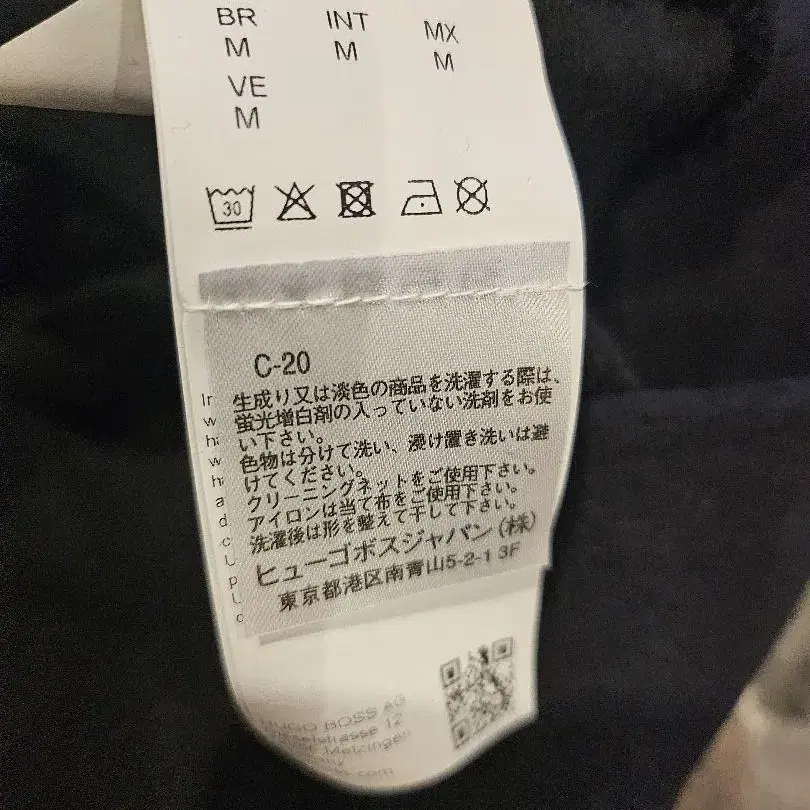 BR INT MX
M M M
VE
M
30
C-20
生成り又は淡色の商品を洗濯する際は、
蛍光増白剤の入っていない洗剤をお使
い下さい。
色物は分けて洗い、浸け置き洗いは避
けてください。
クリーニングネットをご使用下さい。
アイロンは当て布をご使用下さい。
洗濯後は形を整えて干して下さい。
ヒューゴボスジャパン(株)
東京都港区南青山5-2-1 3F
HUGO BOSS AG
12
Metzingen